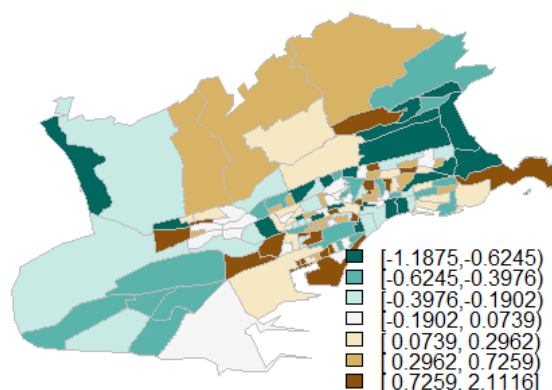 [-1.1875,-0.6245)
[-0.6245,-0.3976)
[-0.3976,-0.1902)
[-0.1902, 0.0739)
[ 0.0739, 0.2962)
[ 0.2962, 0.7259)
[ 0.7259, 2.1116]